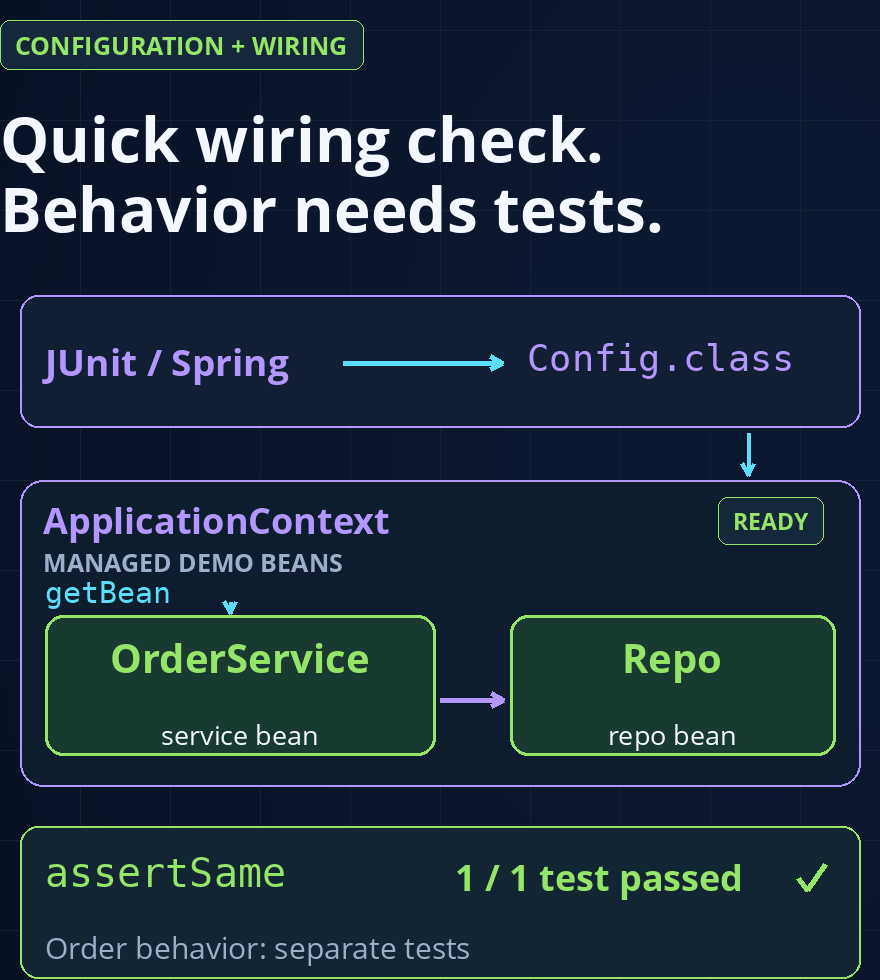 CONFIGURATION + WIRING
Quick wiring check.
Behavior needs tests.
JUnit / Spring
Config.class
ApplicationContext
READY
MANAGED DEMO BEANS
getBean
OrderService
service bean
Repo
repo bean
assertSame
1 / 1 test passed
Order behavior: separate tests